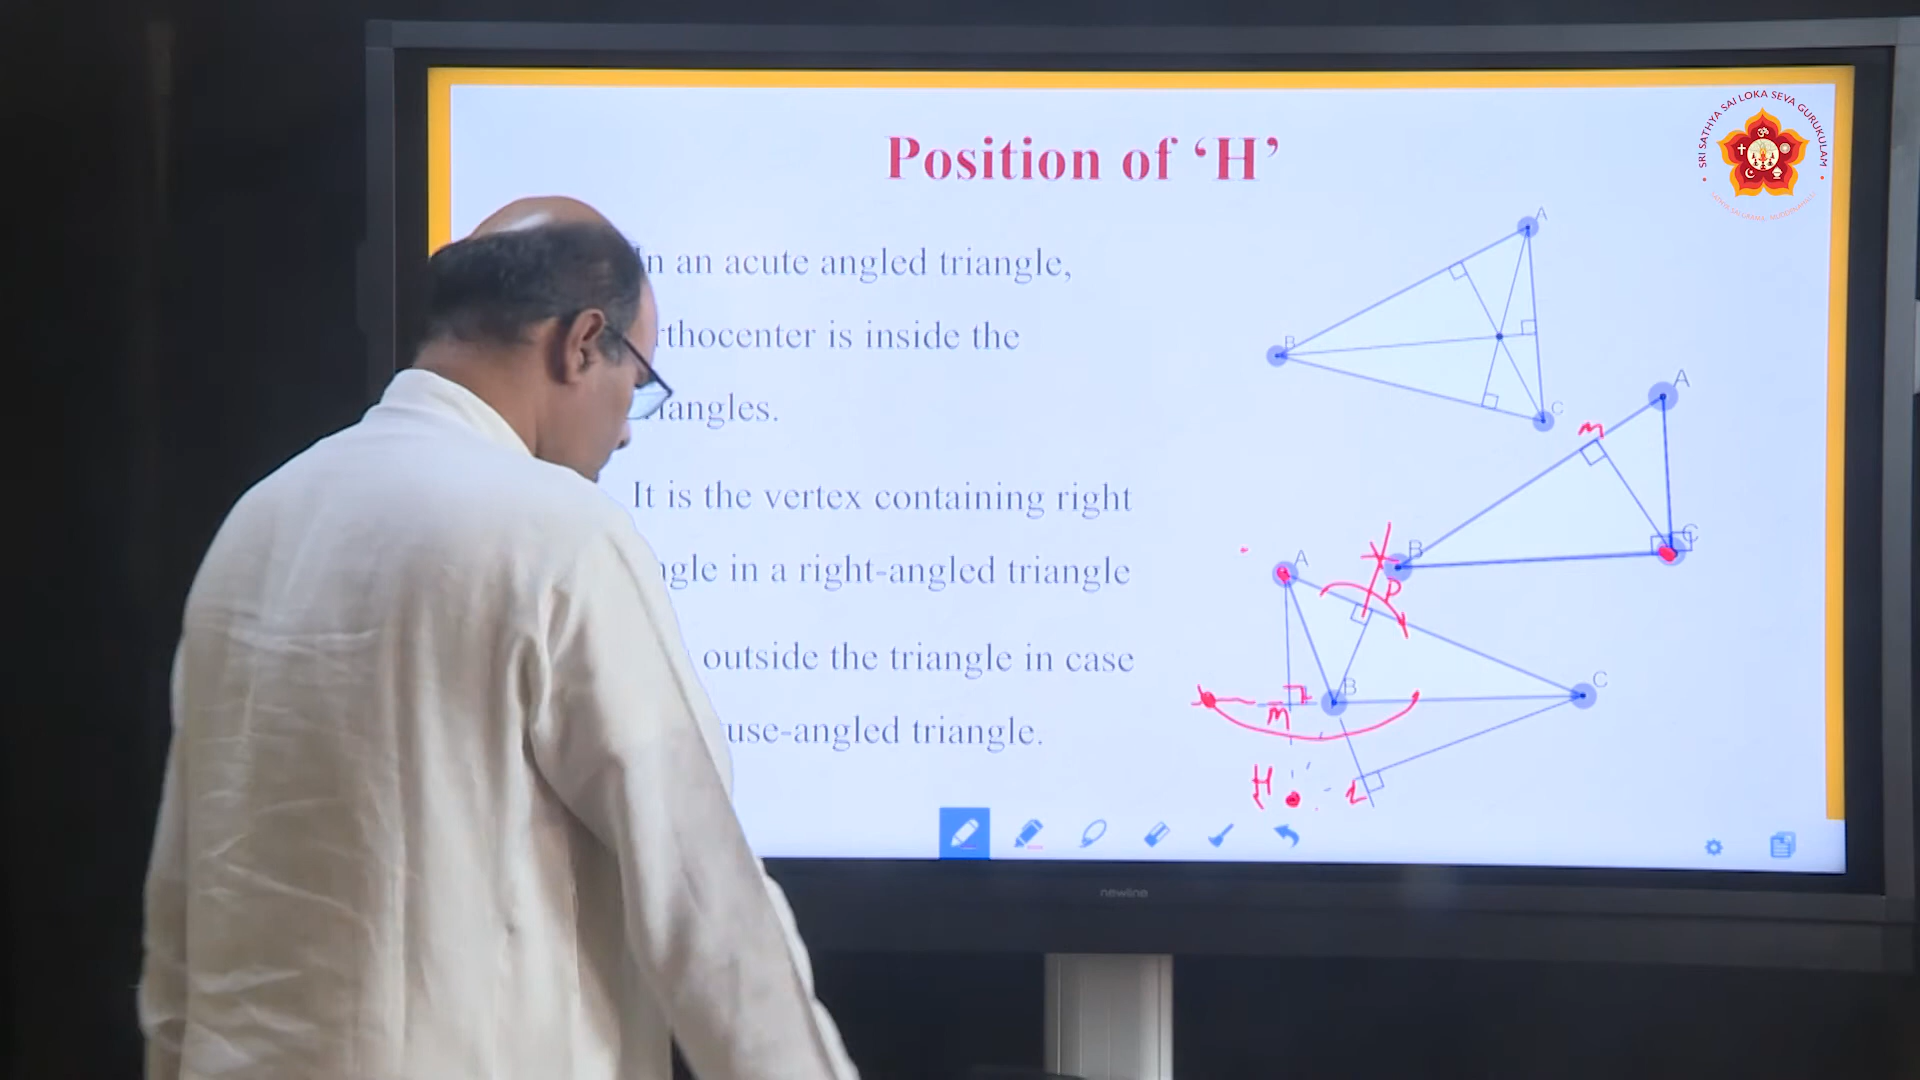 SRI SATHYA SAI LOKA SEVA GURUKULAM
Position of ‘H’
In an acute angled triangle,
rthocenter is inside the
iangles.
It is the vertex containing right
ngle in a right-angled triangle
outside the triangle in case
use-angled triangle.
A
B
C
A
m
B
C
A
P
B
C
m
H
L
newline